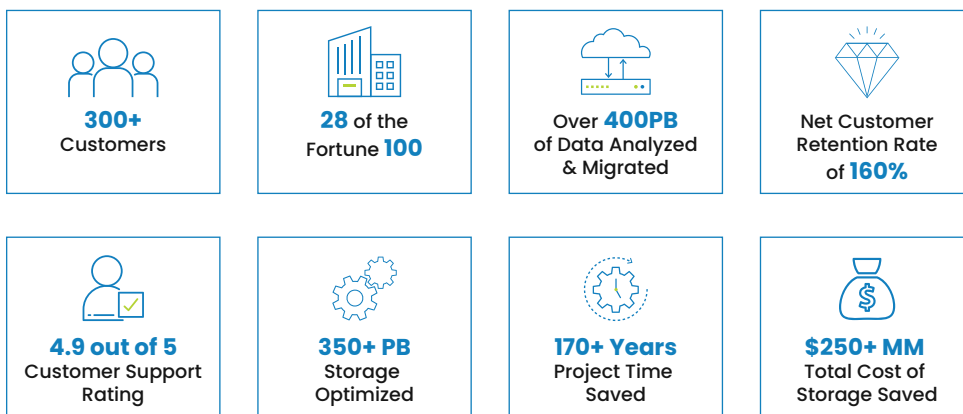 300+
Customers
28 of the
Fortune 100
Over 400PB
of Data Analyzed
& Migrated
Net Customer
Retention Rate
of 160%
4.9 out of 5
Customer Support
Rating
350+ PB
Storage
Optimized
170+ Years
Project Time
Saved
$
$250+ MM
Total Cost of
Storage Saved